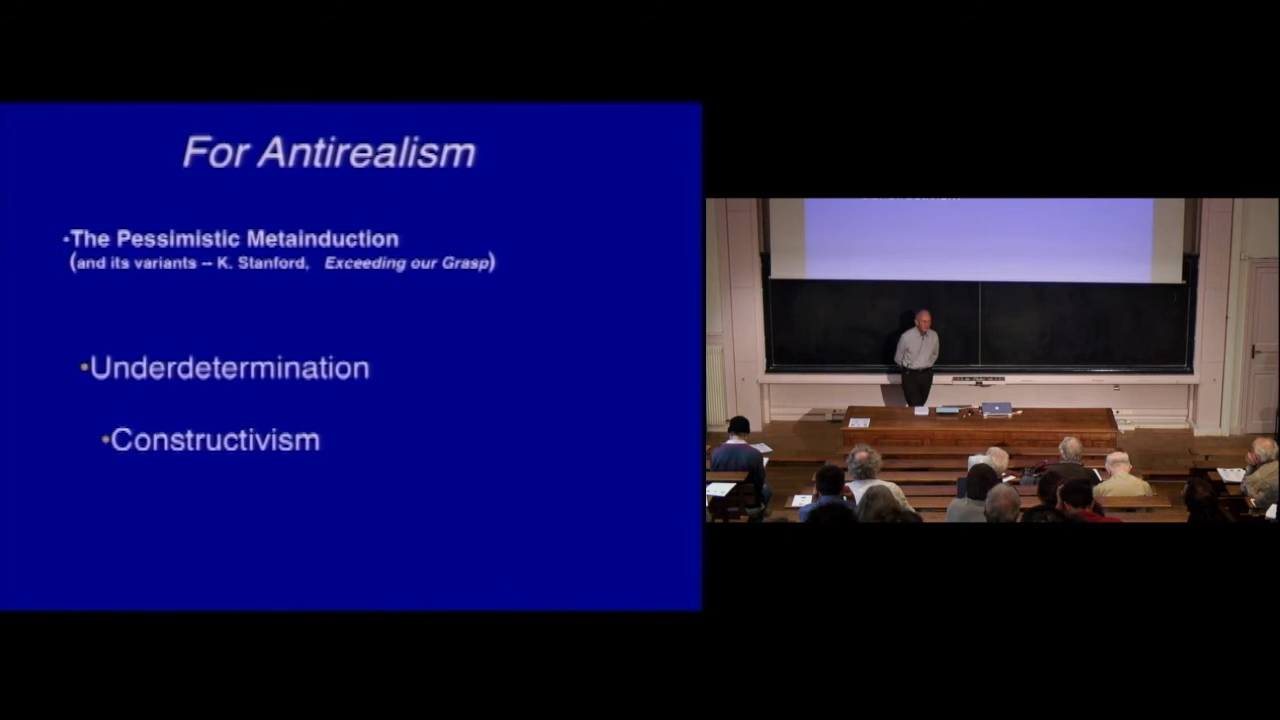 For Antirealism
•The Pessimistic Metainduction
(and its variants -- K. Stanford, Exceeding our Grasp)
•Underdetermination
•Constructivism